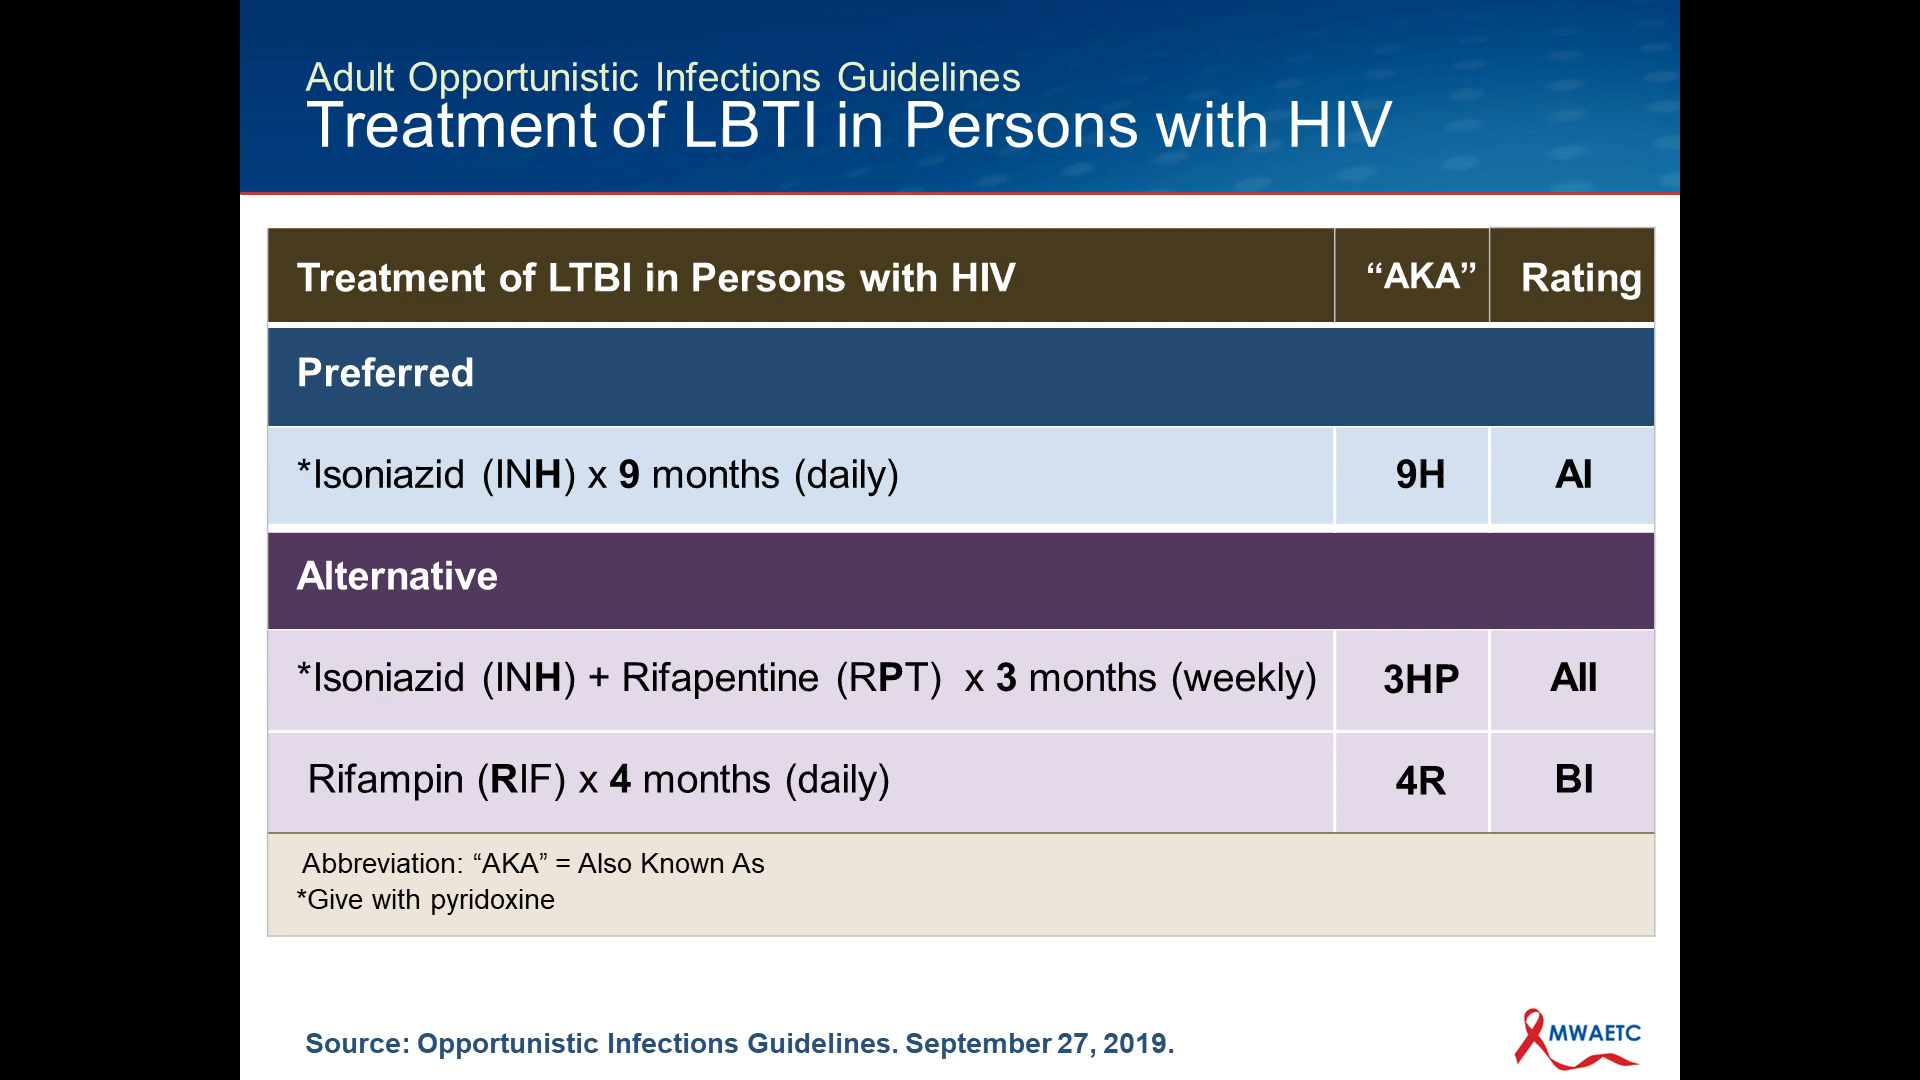 Adult Opportunistic Infections Guidelines
Treatment of LBTI in Persons with HIV
Treatment of LTBI in Persons with HIV “AKA” Rating
Preferred
*Isoniazid (INH) x 9 months (daily) 9H AI
Alternative
*Isoniazid (INH) + Rifapentine (RPT) x 3 months (weekly) 3HP AII
Rifampin (RIF) x 4 months (daily) 4R BI
Abbreviation: “AKA” = Also Known As
*Give with pyridoxine
Source: Opportunistic Infections Guidelines. September 27, 2019.
MWAETC